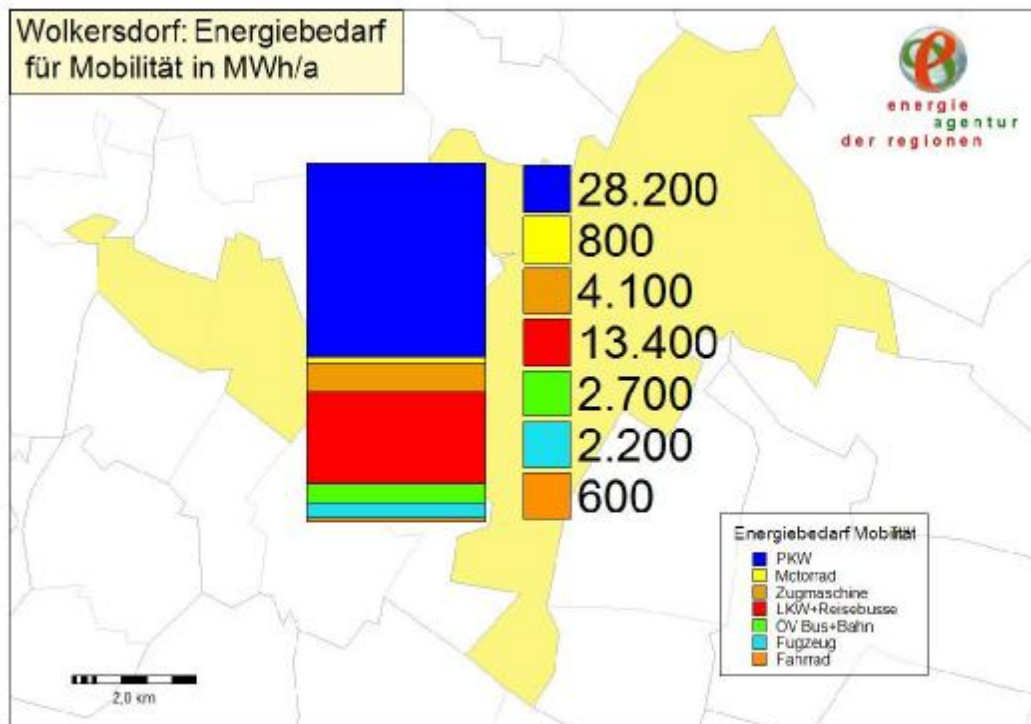 Wolkersdorf: Energiebedarf
für Mobilität in MWh/a
energie
agentur
der regionen
28.200
800
4.100
13.400
2.700
2.200
600
Energiebedarf Mobilität
PKW
Motorrad
Zugmaschine
LKW+Reisebusse
ÖV Bus+Bahn
Fugzeug
Fahrrad
2,0 km